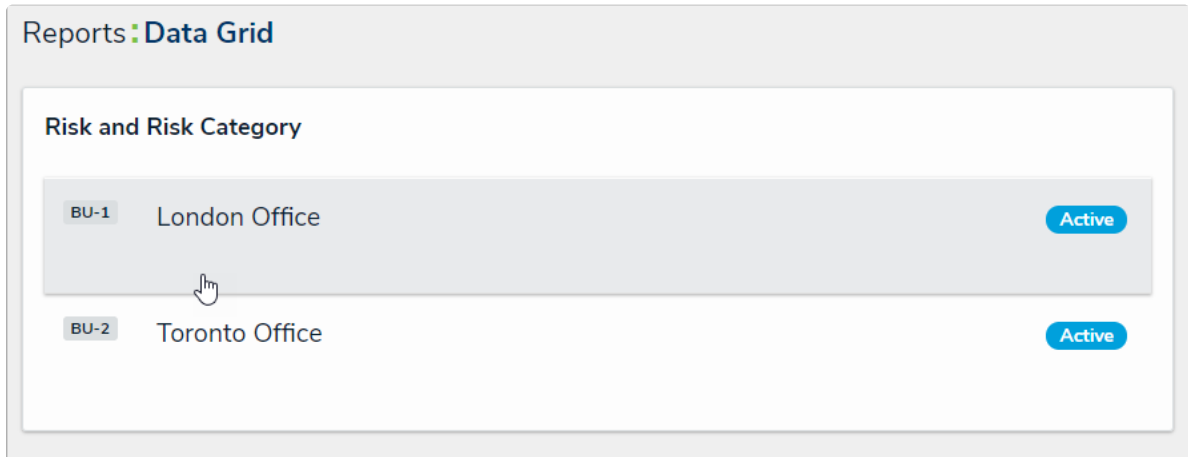 Reports:Data Grid
Risk and Risk Category
BU-1 London Office Active
BU-2 Toronto Office Active